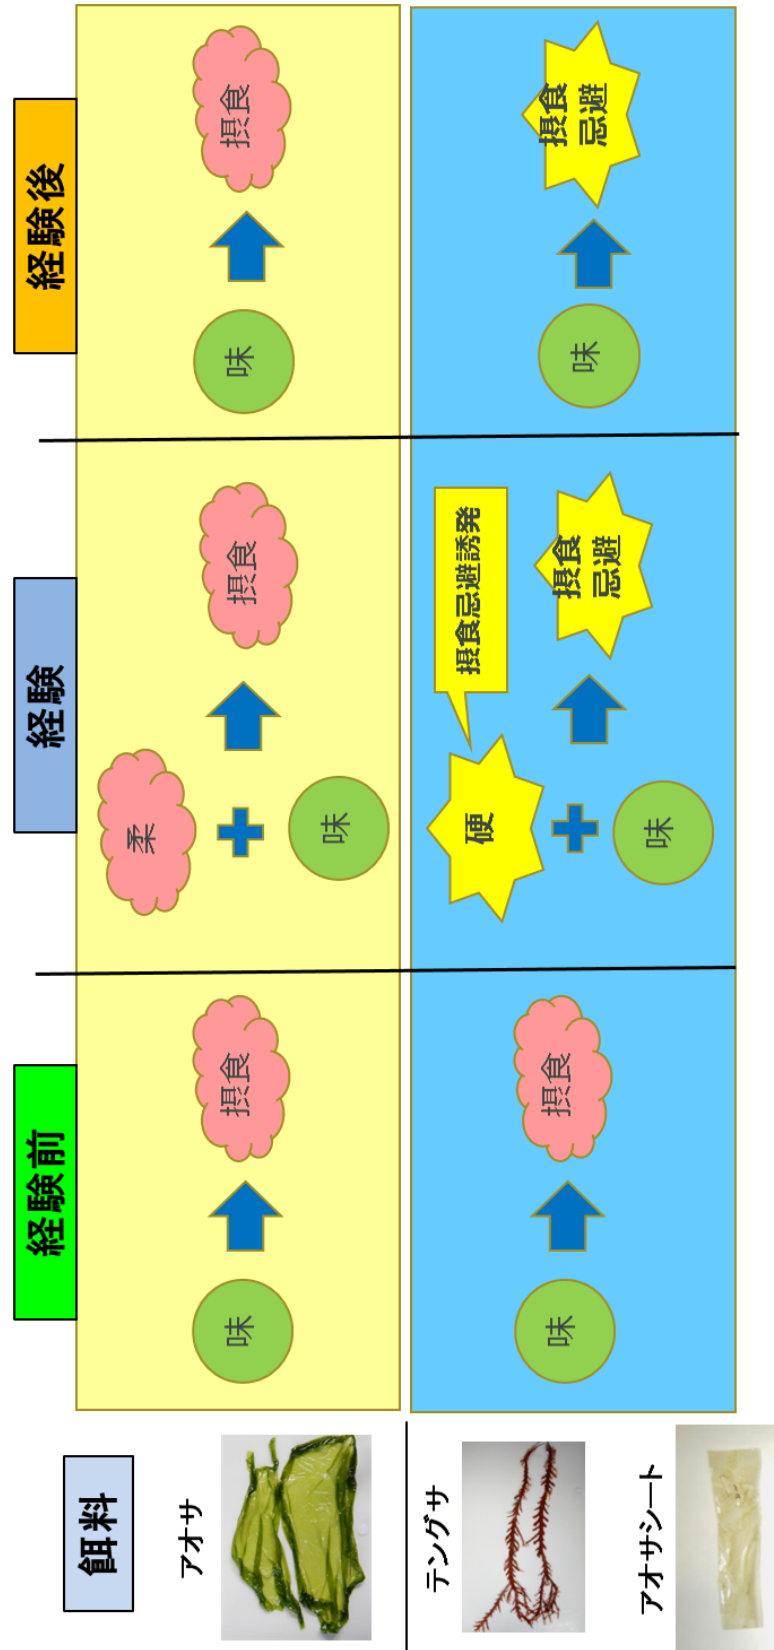 餌料
経験前
経験
経験後
アオサ
味
摂食
柔
味
摂食
味
摂食
テングサ
アオサシート
味
摂食
硬
味
摂食忌避誘発
摂食
忌避
味
摂食
忌避